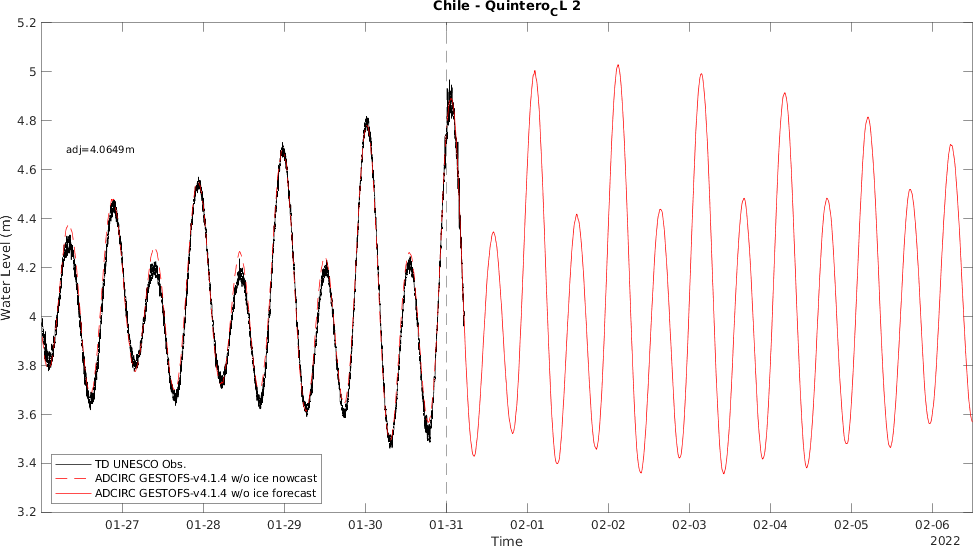 Chile - Quintero_CL 2
5.2
5
4.8
4.6
4.4
4.2
4
3.8
3.6
3.4
3.2
Water Level (m)
adj=4.0649m
TD UNESCO Obs.
ADCIRC GESTOFS-v4.1.4 w/o ice nowcast
ADCIRC GESTOFS-v4.1.4 w/o ice forecast
01-27 01-28 01-29 01-30 01-31 02-01 02-02 02-03 02-04 02-05 02-06
Time
2022